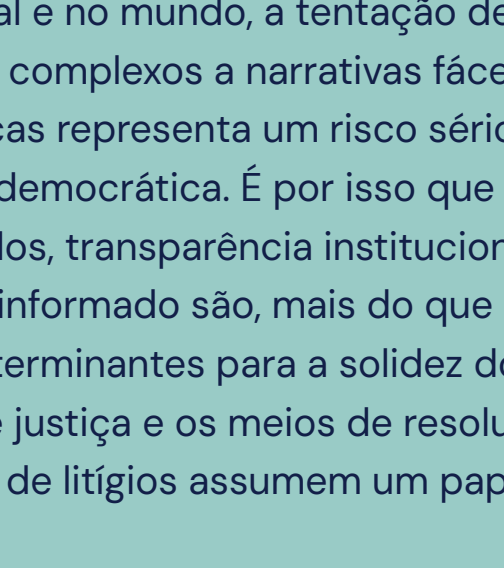 al e no mundo, a tentação de
complexos a narrativas fáce
cas representa um risco séric
democrática. É por isso que
los, transparência institucion
informado são, mais do que
terminantes para a solidez do
e justiça e os meios de resolu
de litígios assumem um pap